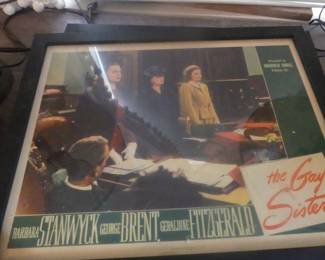 the Gay
Sisters
BARBARA STANWYCK GEORGE BRENT GERALDINE FITZGERALD